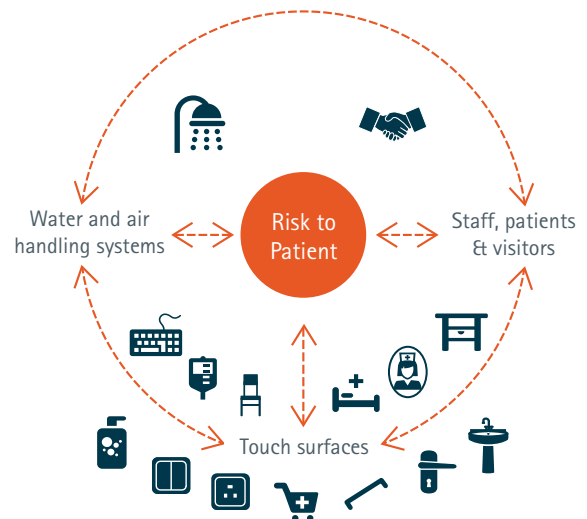 Water and air
handling systems
Risk to
Patient
Staff, patients
& visitors
Touch surfaces